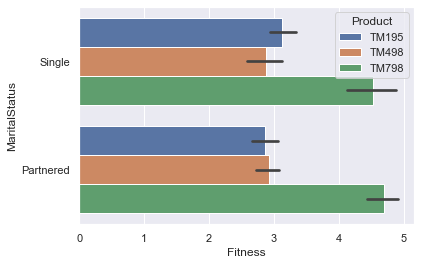 Product
TM195
TM498
TM798
Single
Partnered
MaritalStatus
0 1 2 3 4 5
Fitness